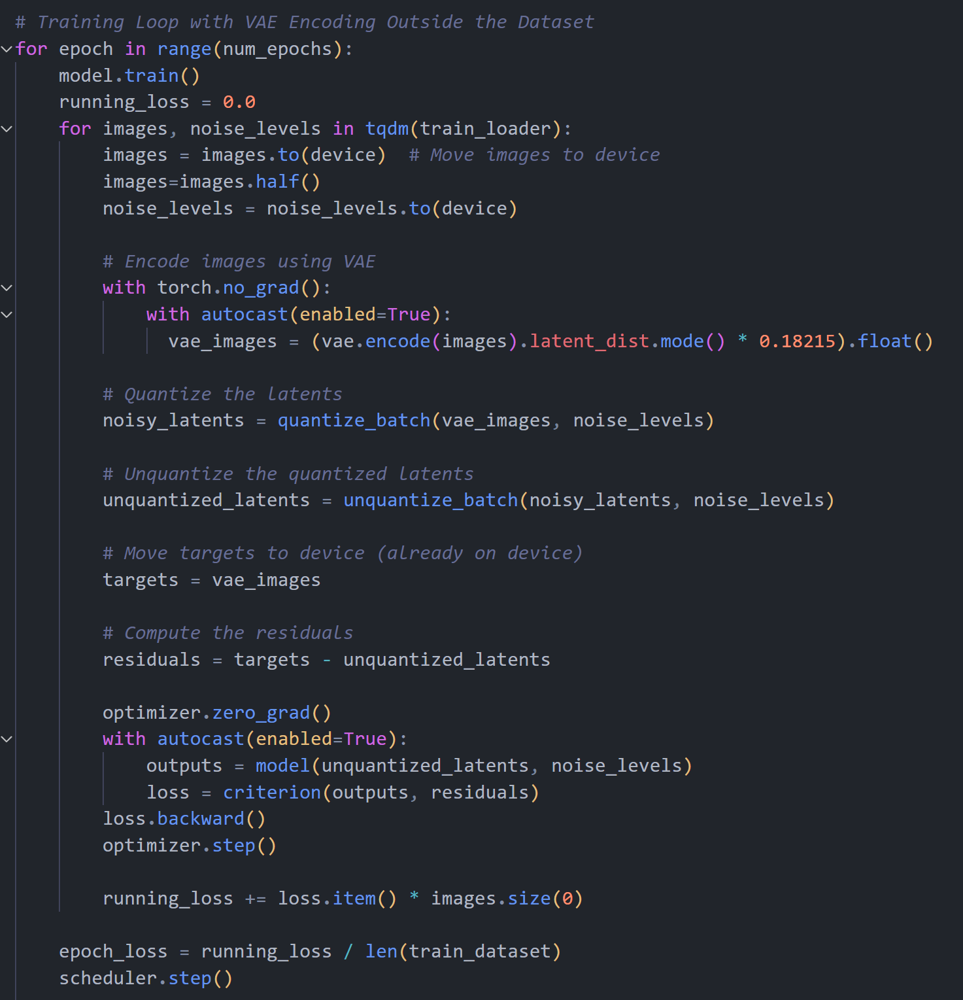 # Training Loop with VAE Encoding Outside the Dataset
for epoch in range(num_epochs):
    model.train()
    running_loss = 0.0
    for images, noise_levels in tqdm(train_loader):
        images = images.to(device)  # Move images to device
        images=images.half()
        noise_levels = noise_levels.to(device)

        # Encode images using VAE
        with torch.no_grad():
            with autocast(enabled=True):
              vae_images = (vae.encode(images).latent_dist.mode() * 0.18215).float()

        # Quantize the latents
        noisy_latents = quantize_batch(vae_images, noise_levels)

        # Unquantize the quantized latents
        unquantized_latents = unquantize_batch(noisy_latents, noise_levels)

        # Move targets to device (already on device)
        targets = vae_images

        # Compute the residuals
        residuals = targets - unquantized_latents

        optimizer.zero_grad()
        with autocast(enabled=True):
            outputs = model(unquantized_latents, noise_levels)
            loss = criterion(outputs, residuals)
        loss.backward()
        optimizer.step()

        running_loss += loss.item() * images.size(0)

    epoch_loss = running_loss / len(train_dataset)
    scheduler.step()